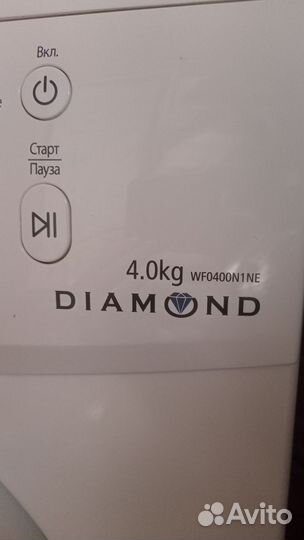 Вкл.
е
Старт
Пауза
4.0kg WF0400N1NE
DIAMOND
Avito